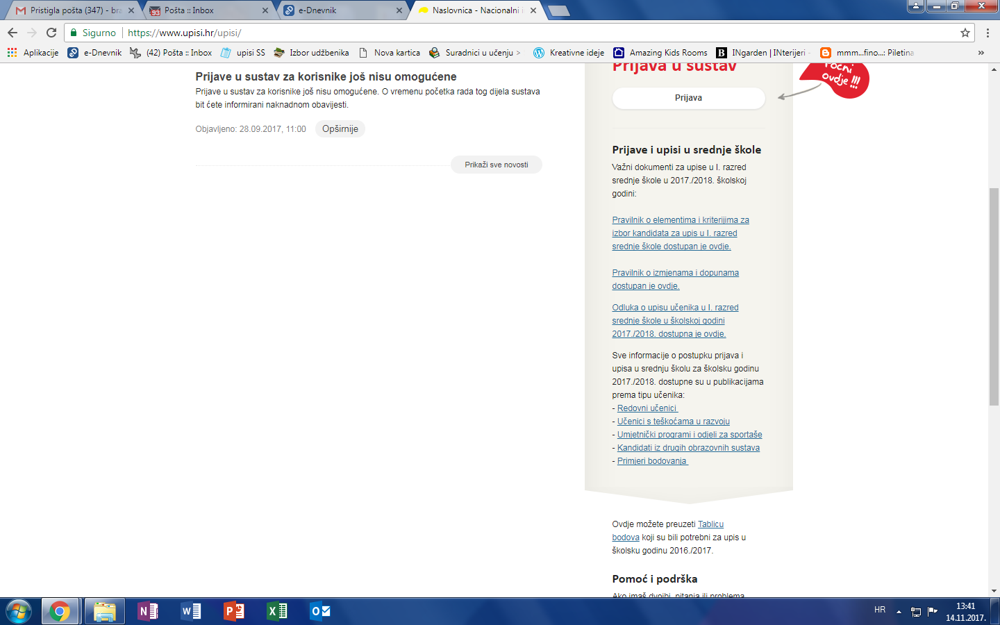 Pristigla pošta (347) - bra
Pošta :: Inbox
e-Dnevnik
Naslovnica - Nacionalni i
Sigurno
https://www.upisi.hr/upisi/
Aplikacije
e-Dnevnik
(42) Pošta :: Inbox
upisi SS
Izbor udžbenika
Nova kartica
Suradnici u učenju >
Kreativne ideje
Amazing Kids Rooms
INgarden | INterijeri -
mmm...fino...: Piletina
»
Prijave u sustav za korisnike još nisu omogućene
Prijave u sustav za korisnike još nisu omogućene. O vremenu početka rada tog dijela sustava
bit ćete informirani naknadnom obavijesti.
Objavljeno: 28.09.2017, 11:00
Opširnije
Prikaži sve novosti
Prijava u sustav
Počni
ovdje!!!
Prijava
Prijave i upisi u srednje škole
Važni dokumenti za upise u I. razred
srednje škole u 2017./2018. školskoj
godini:
Pravilnik o elementima i kriterijima za
izbor kandidata za upis u I. razred
srednje škole dostupan je ovdje.
Pravilnik o izmjenama i dopunama
dostupan je ovdje.
Odluka o upisu učenika u I. razred
srednje škole u školskoj godini
2017./2018. dostupna je ovdje.
Sve informacije o postupku prijava i
upisa u srednju školu za školsku godinu
2017./2018. dostupne su u publikacijama
prema tipu učenika:
- Redovni učenici
- Učenici s teškoćama u razvoju
- Umjetnički programi i odjeli za sportaše
- Kandidati iz drugih obrazovnih sustava
- Primjeri bodovanja
Ovdje možete preuzeti Tablicu
bodova koji su bili potrebni za upis u
školsku godinu 2016./2017.
Pomoć i podrška
Ako imaš dvojbi, pitanja ili problema
HR
13:41
14.11.2017.